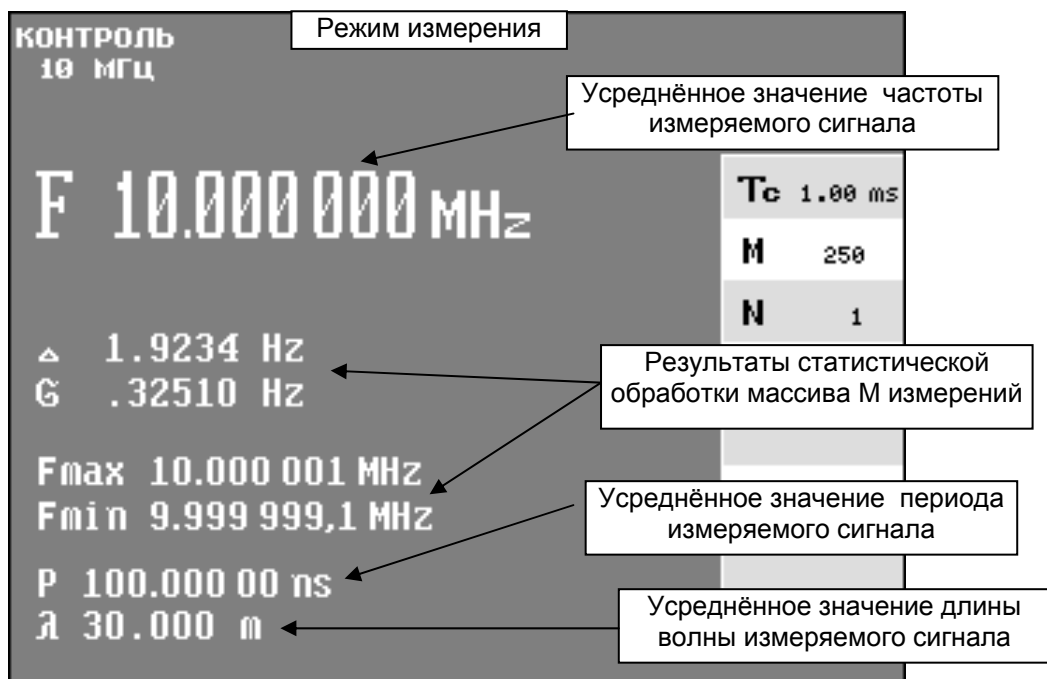 Режим измерения
КОНТРОЛЬ
10 МГц
Усреднённое значение частоты
измеряемого сигнала
F 10.000 000 MHz
Tc 1.00 ms
M 250
N 1
△ 1.9234 Hz
G .32510 Hz
Результаты статистической
обработки массива M измерений
Fmax 10.000 001 MHz
Fmin 9.999 999,1 MHz
Усреднённое значение периода
измеряемого сигнала
P 100.000 00 ns
λ 30.000 m
Усреднённое значение длины
волны измеряемого сигнала